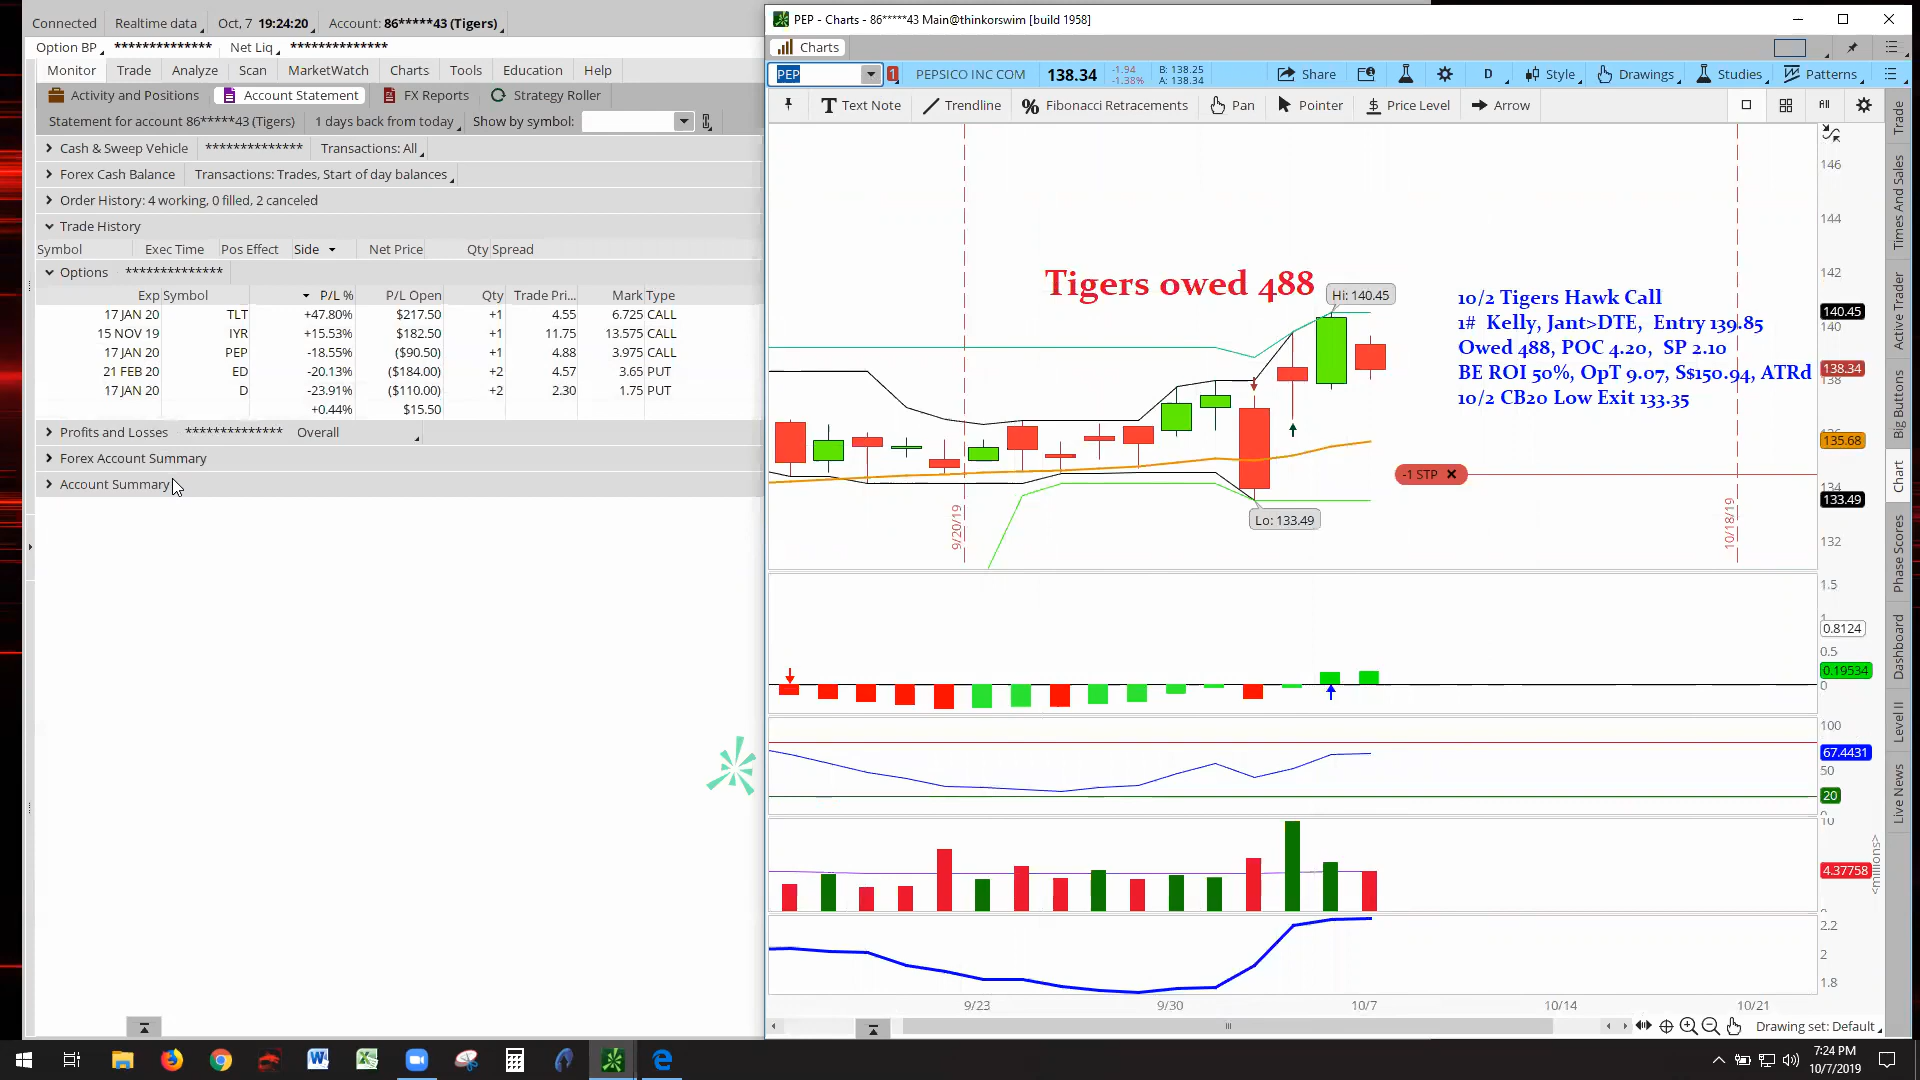 Connected Realtime data Oct, 7 19:24:20 Account: 86*****43 (Tigers)
Option BP ************** Net Liq **************
Monitor Trade Analyze Scan MarketWatch Charts Tools Education Help
Activity and Positions Account Statement FX Reports Strategy Roller
Statement for account 86*****43 (Tigers) 1 days back from today Show by symbol:
Cash & Sweep Vehicle ************** Transactions: All
Forex Cash Balance Transactions: Trades, Start of day balances
Order History: 4 working, 0 filled, 2 canceled
Trade History
Symbol Exec Time Pos Effect Side Net Price Qty Spread
Options **************
Exp Symbol P/L % P/L Open Qty Trade Pri... Mark Type
17 JAN 20 TLT +47.80% $217.50 +1 4.55 6.725 CALL
15 NOV 19 IYR +15.53% $182.50 +1 11.75 13.575 CALL
17 JAN 20 PEP -18.55% ($90.50) +1 4.88 3.975 CALL
21 FEB 20 ED -20.13% ($184.00) +2 4.57 3.65 PUT
17 JAN 20 D -23.91% ($110.00) +2 2.30 1.75 PUT
+0.44% $15.50
Profits and Losses ************** Overall
Forex Account Summary
Account Summary
PEP - Charts - 86*****43 Main@thinkorswim [build 1958]
Charts
PEP 1 PEPSICO INC COM 138.34 -1.94 -1.38% B: 138.25 A: 138.34 Share D Style Drawings Studies Patterns
Text Note Trendline Fibonacci Retracements Pan Pointer Price Level Arrow All
Tigers owed 488
Hi: 140.45
10/2 Tigers Hawk Call
1# Kelly, Jant>DTE, Entry 139.85
Owed 488, POC 4.20, SP 2.10
BE ROI 50%, OpT 9.07, S$150.94, ATRd
10/2 CB20 Low Exit 133.35
-1 STP
Lo: 133.49
9/20/19
10/18/19
146
144
142
140.45
140
138.34
138
135.68
134
133.49
132
1.5
0.8124
0.5
0.19534
0
100
67.4431
50
20
10
4.37758
<millions>
2.2
2
1.8
9/23 9/30 10/7 10/14 10/21
Drawing set: Default
Trade
Times And Sales
Active Trader
Big Buttons
Chart
Phase Scores
Dashboard
Level II
Live News
7:24 PM
10/7/2019